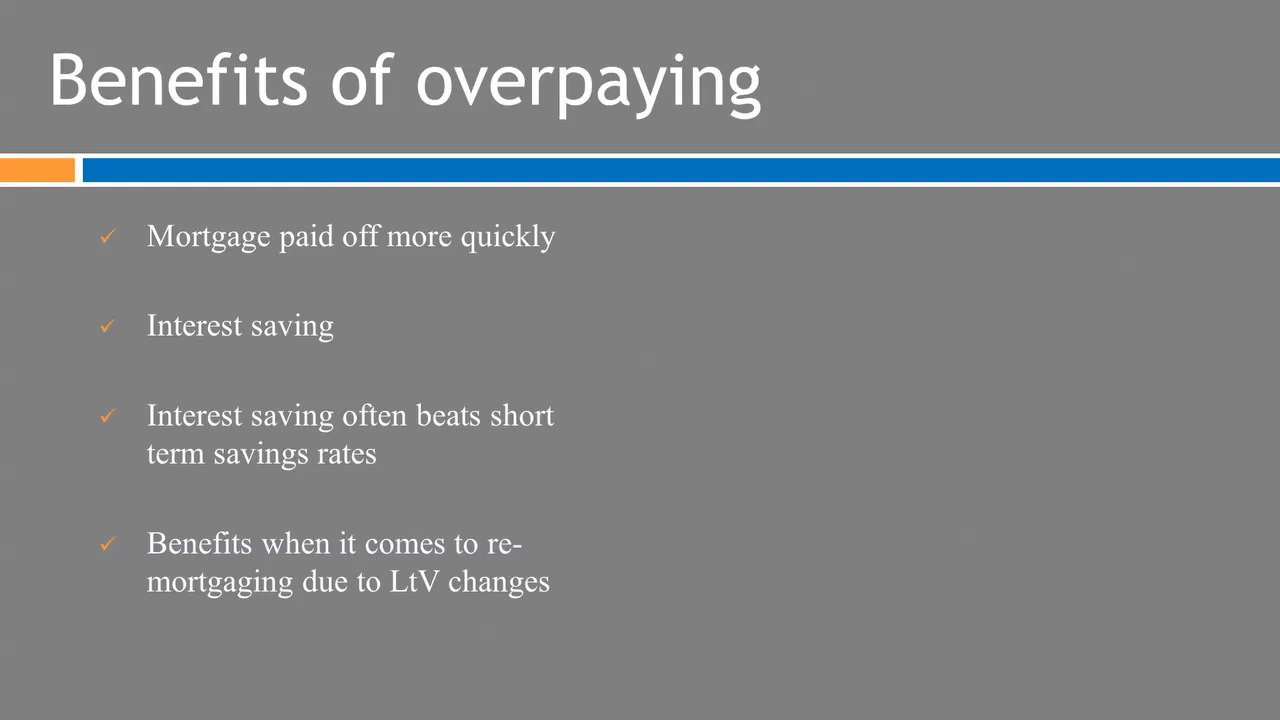 Benefits of overpaying
Mortgage paid off more quickly
Interest saving
Interest saving often beats short
term savings rates
Benefits when it comes to re-
mortgaging due to LtV changes